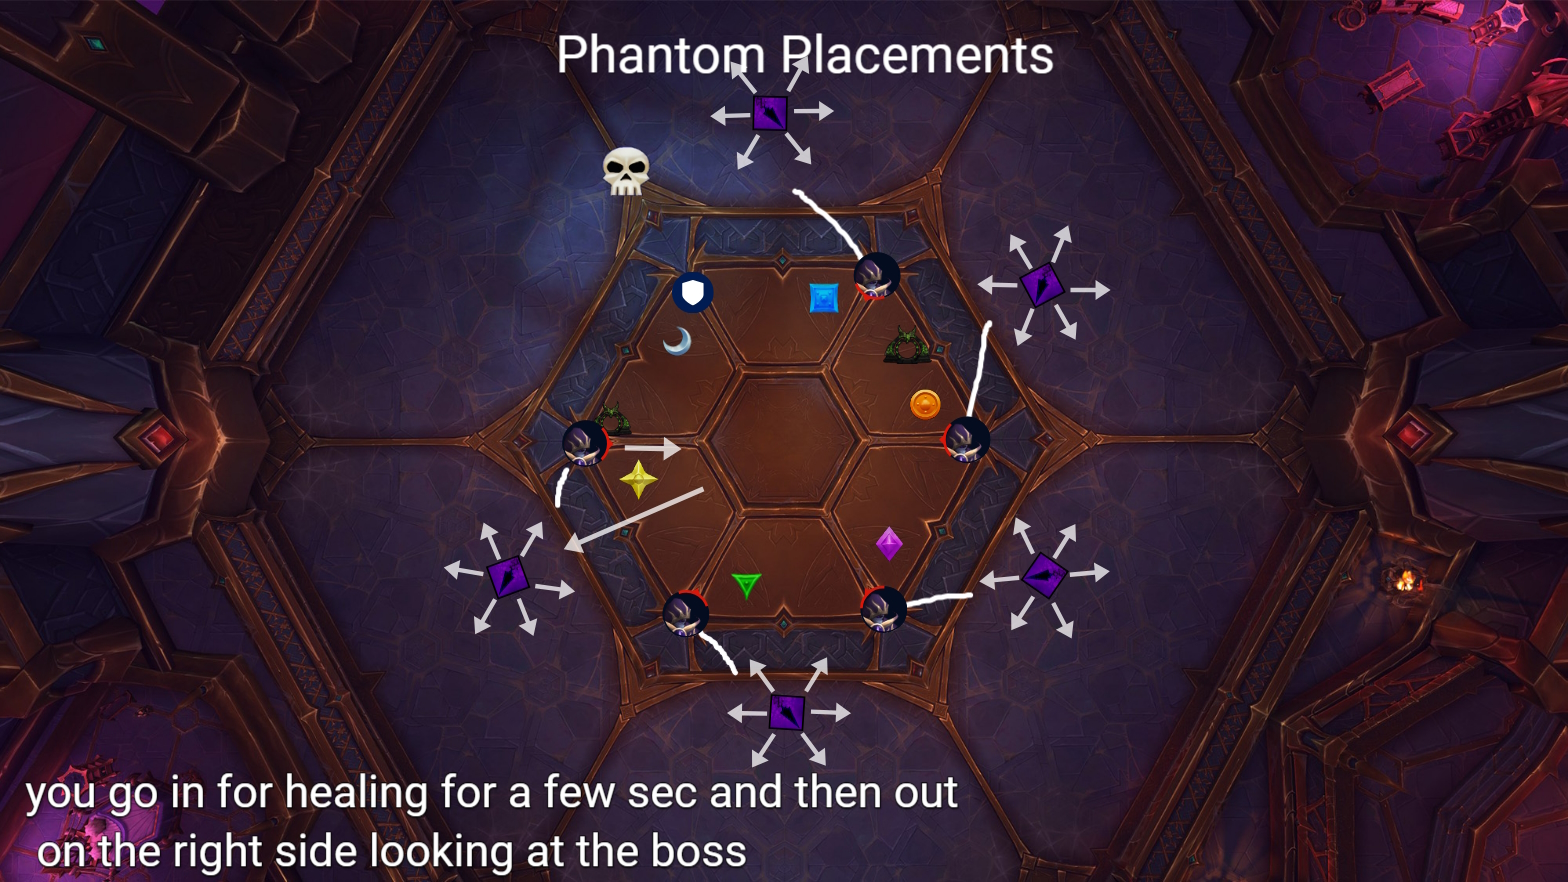 Phantom Placements
you go in for healing for a few sec and then out
on the right side looking at the boss